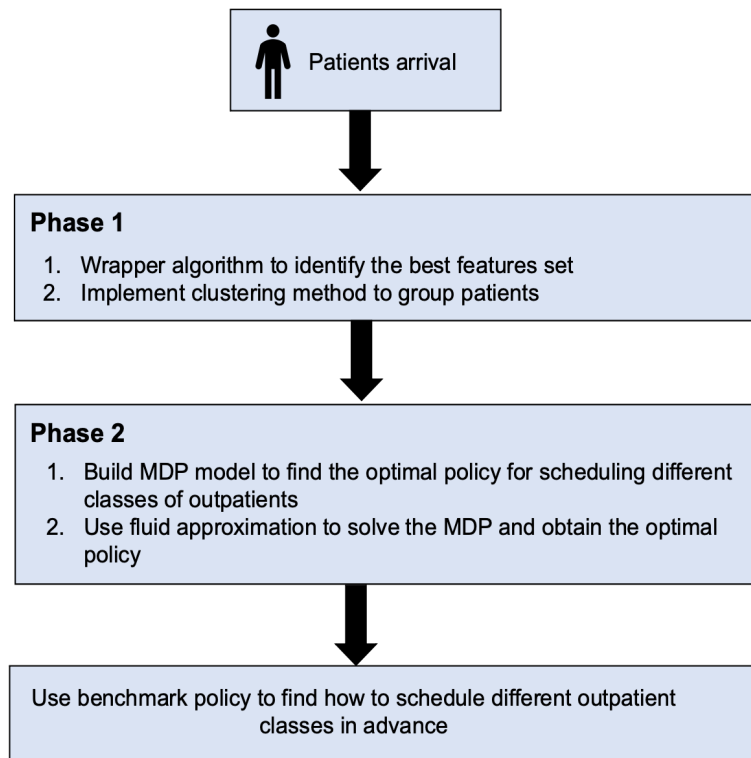 Patients arrival
Phase 1
1. Wrapper algorithm to identify the best features set
2. Implement clustering method to group patients
Phase 2
1. Build MDP model to find the optimal policy for scheduling different
classes of outpatients
2. Use fluid approximation to solve the MDP and obtain the optimal
policy
Use benchmark policy to find how to schedule different outpatient
classes in advance